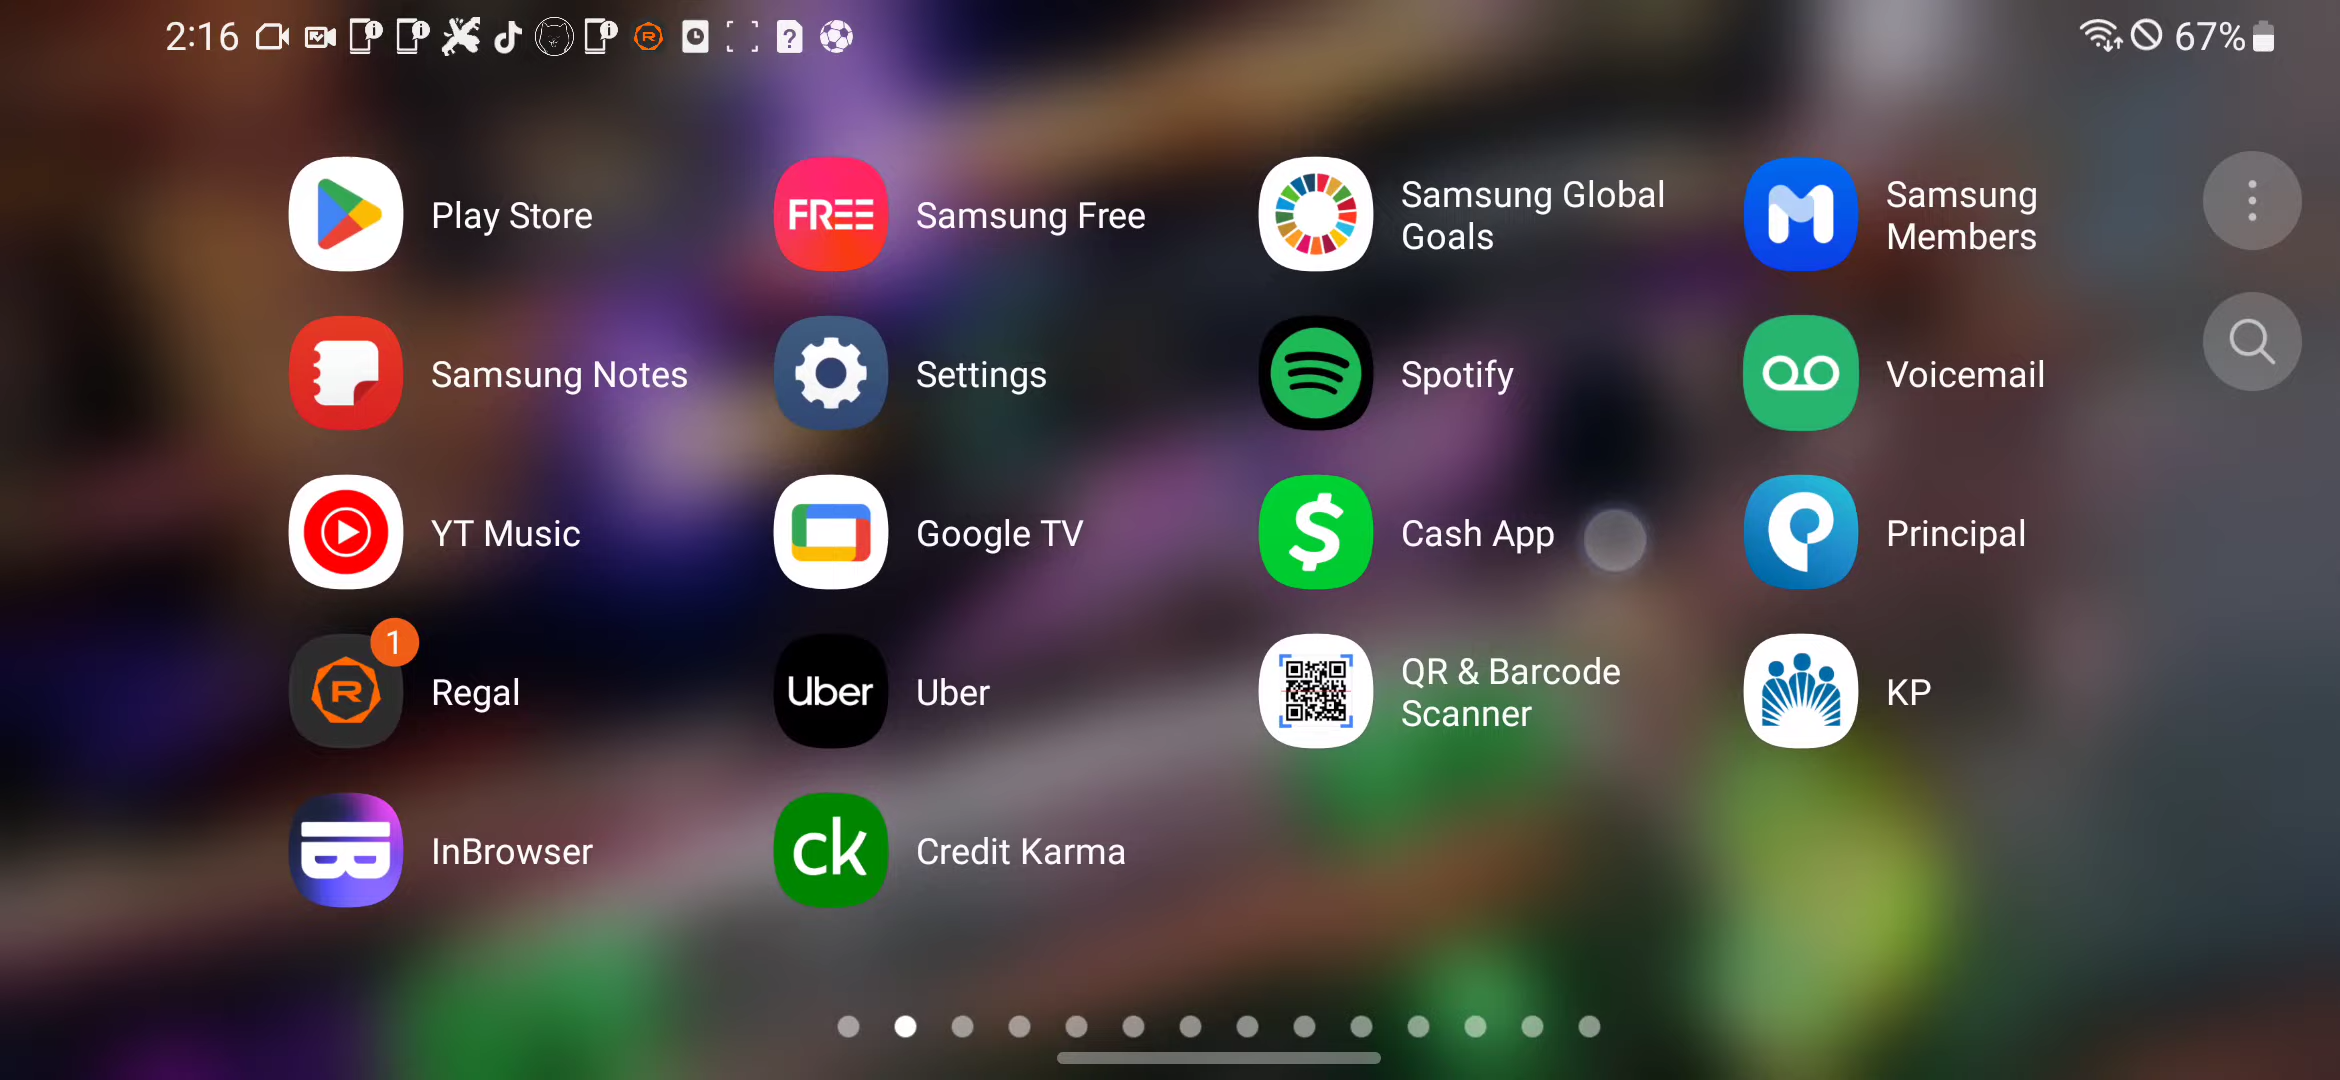 2:16
67%
Play Store
FREE
Samsung Free
Samsung Global
Goals
Samsung
Members
Samsung Notes
Settings
Spotify
Voicemail
YT Music
Google TV
$
Cash App
Principal
1
R
Regal
Uber
Uber
QR & Barcode
Scanner
KP
InBrowser
ck
Credit Karma